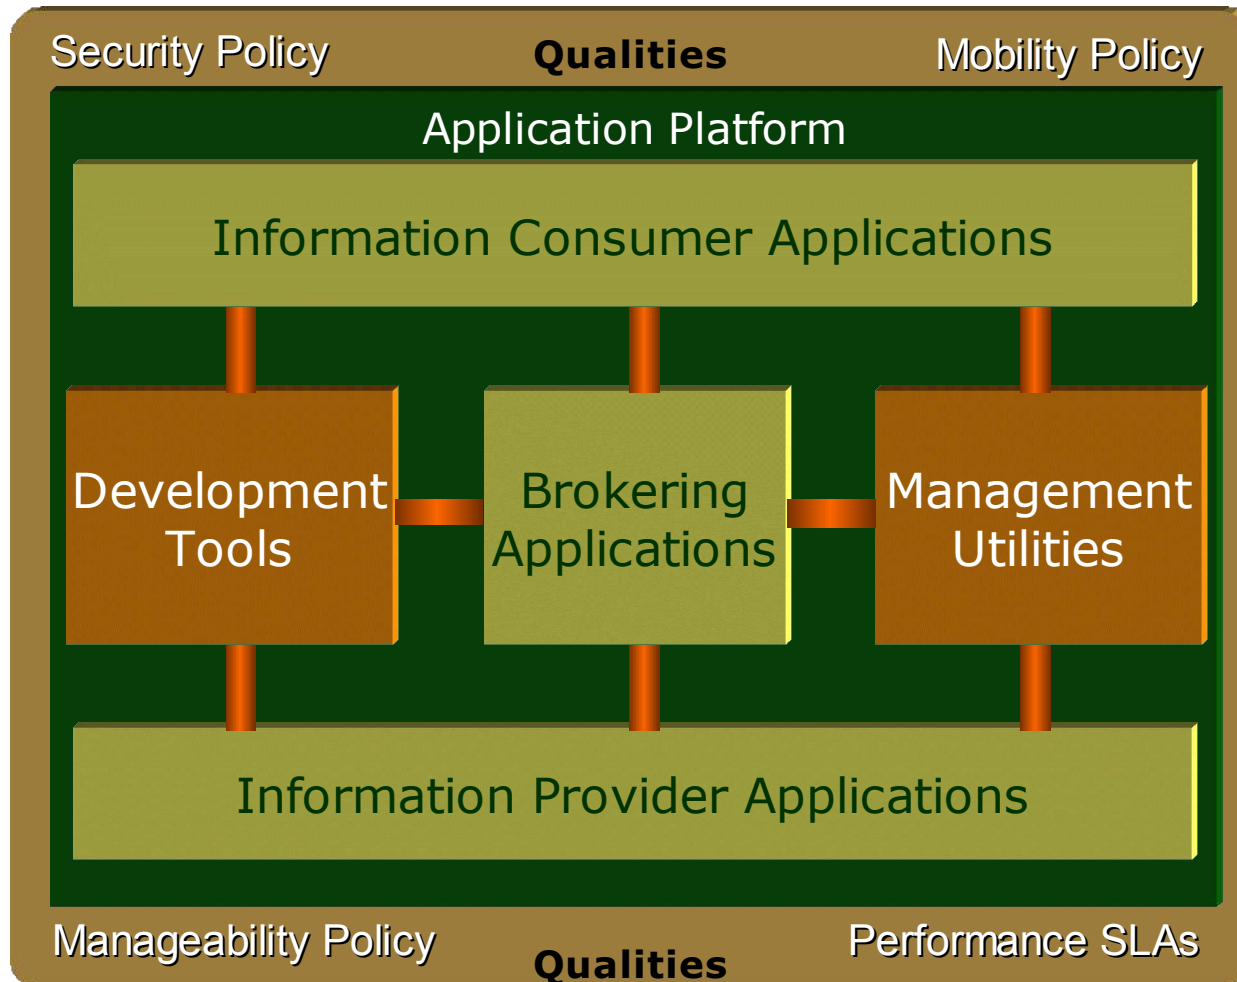 Security Policy
Qualities
Mobility Policy
Application Platform
Information Consumer Applications
Development
Tools
Brokering
Applications
Management
Utilities
Information Provider Applications
Manageability Policy
Qualities
Performance SLAs